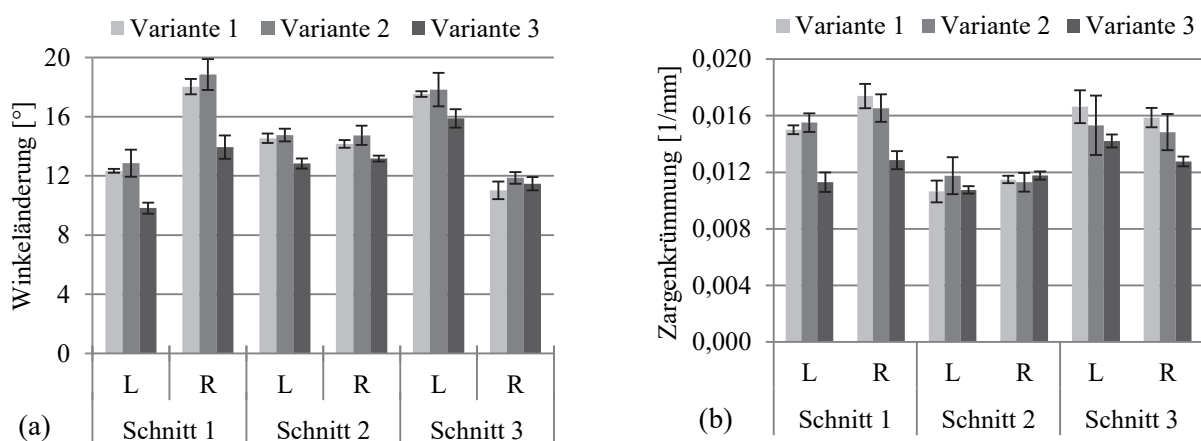 Variante 1 Variante 2 Variante 3
Winkeländerung [°]
20
16
12
8
4
0
L R L R L R
Schnitt 1 Schnitt 2 Schnitt 3
(a)
Variante 1 Variante 2 Variante 3
Zargenkrümmung [1/mm]
0,020
0,016
0,012
0,008
0,004
0,000
L R L R L R
Schnitt 1 Schnitt 2 Schnitt 3
(b)